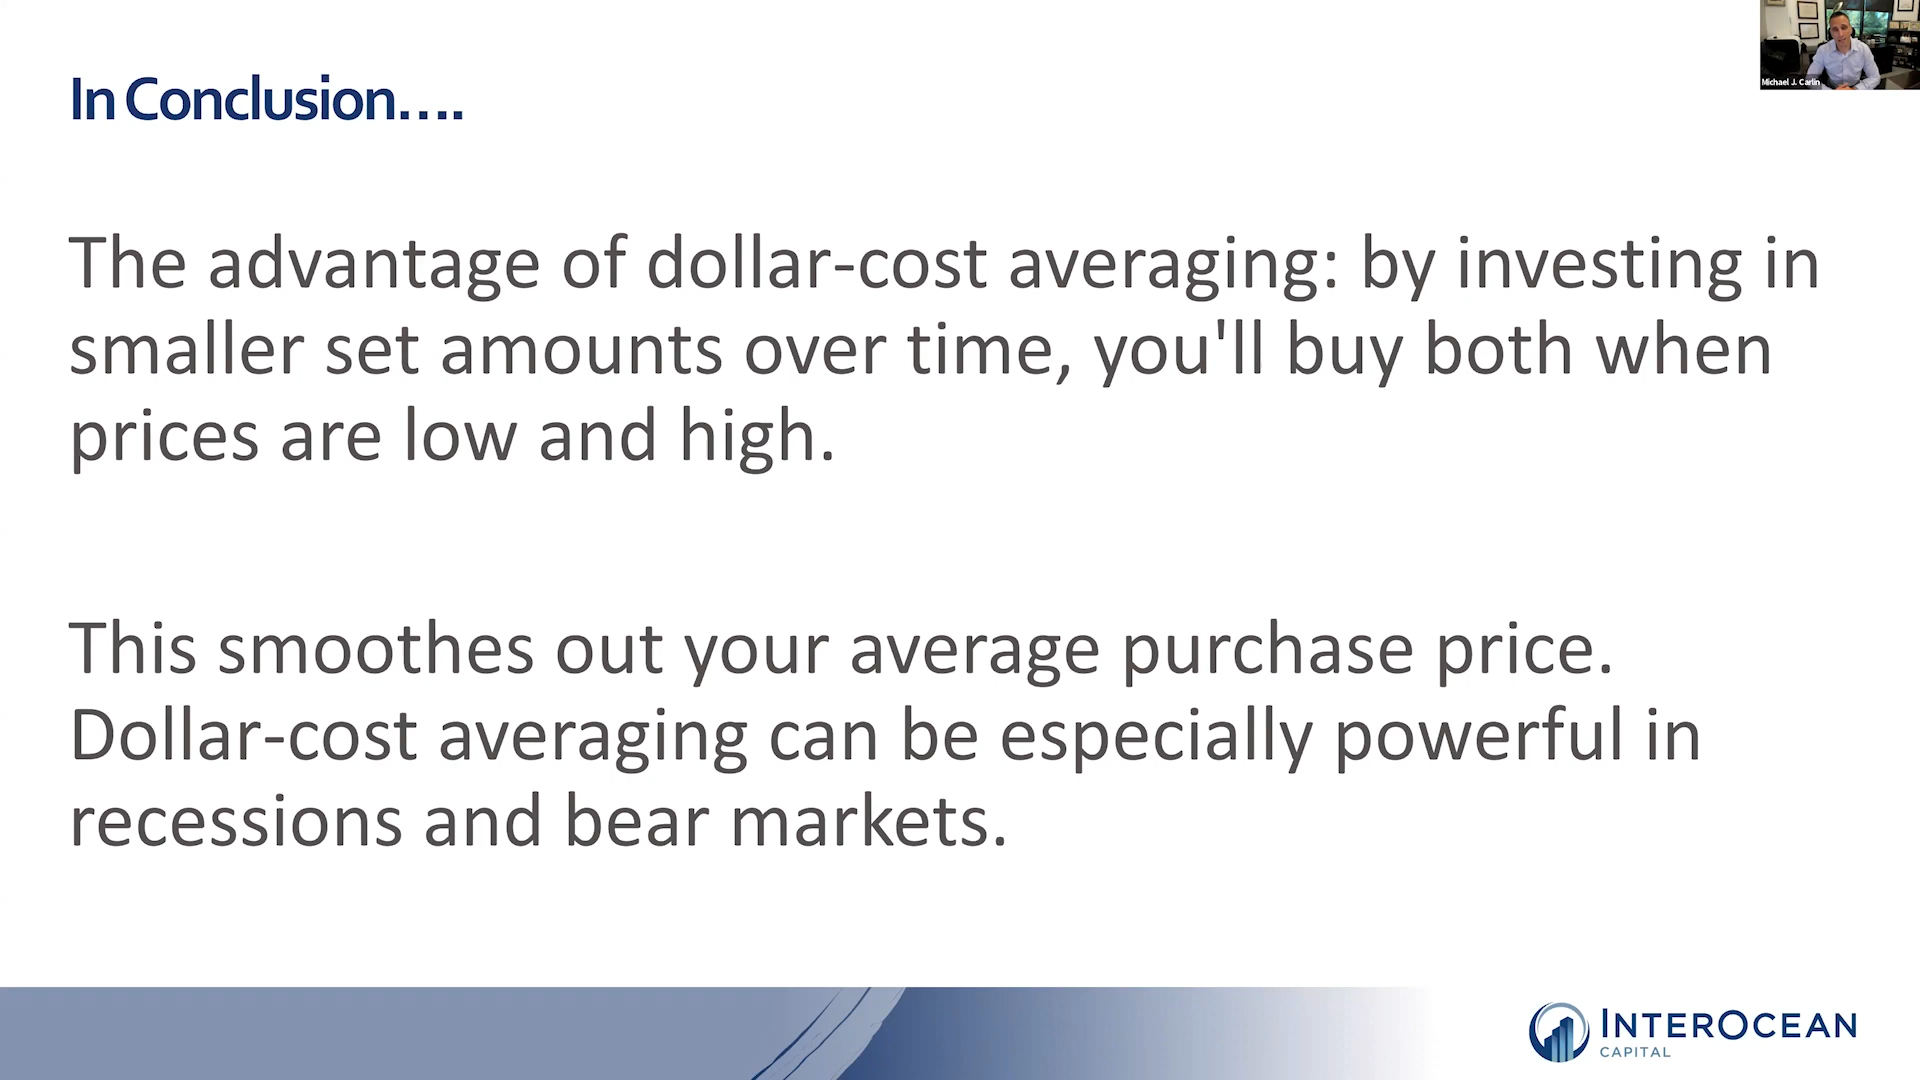 Michael J. Carlin
In Conclusion....
The advantage of dollar-cost averaging: by investing in
smaller set amounts over time, you'll buy both when
prices are low and high.
This smoothes out your average purchase price.
Dollar-cost averaging can be especially powerful in
recessions and bear markets.
INTEROCEAN
CAPITAL